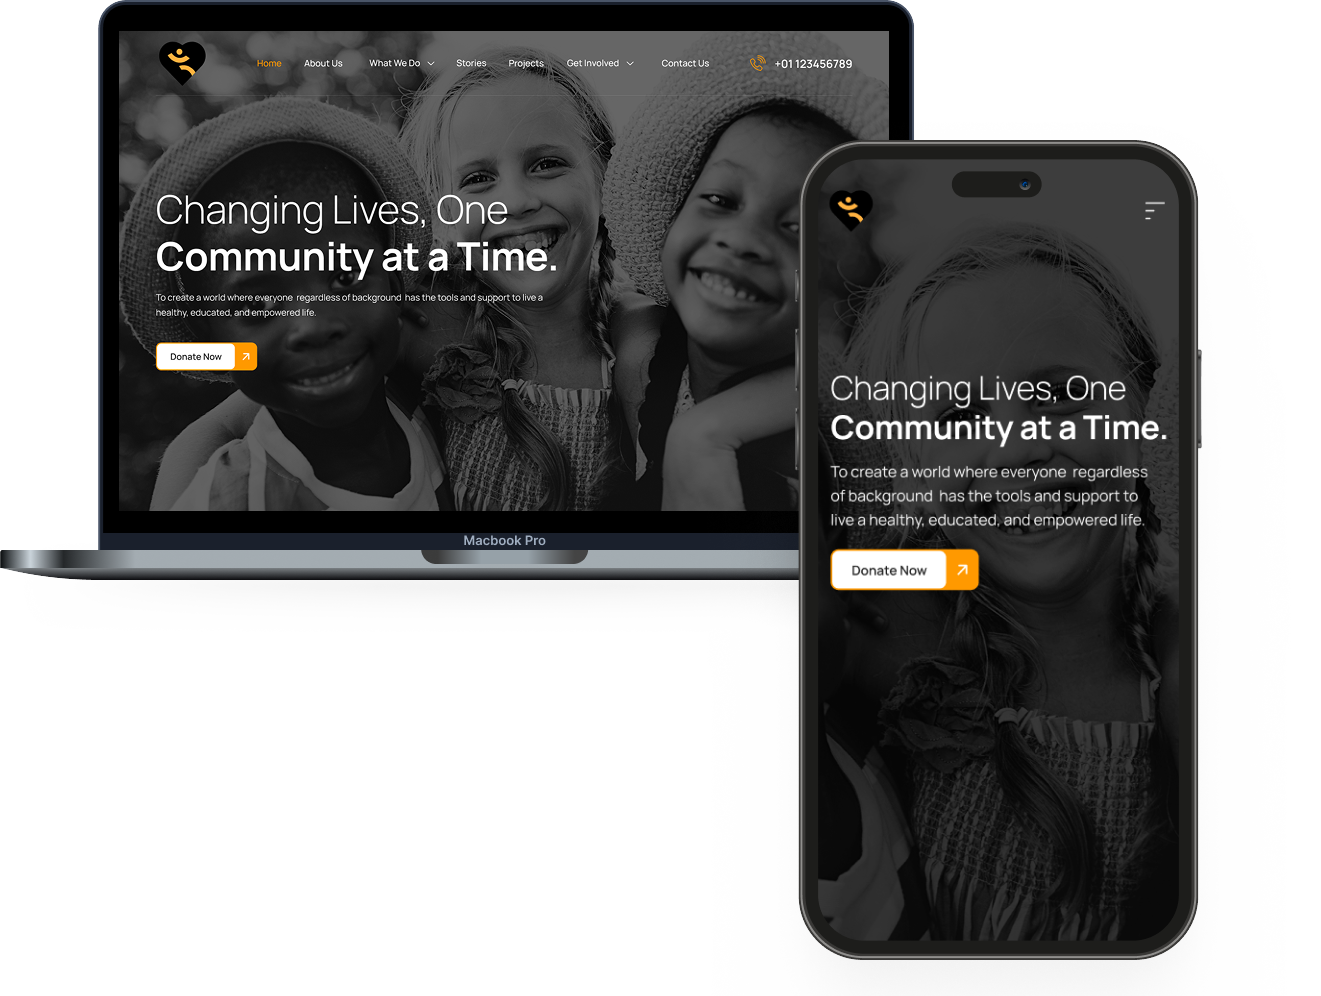 Home About Us What We Do Stories Projects Get Involved Contact Us +01 123456789
Changing Lives, One
Community at a Time.
To create a world where everyone regardless of background has the tools and support to live a
healthy, educated, and empowered life.
Donate Now
Macbook Pro
Changing Lives, One
Community at a Time.
To create a world where everyone regardless
of background has the tools and support to
live a healthy, educated, and empowered life.
Donate Now